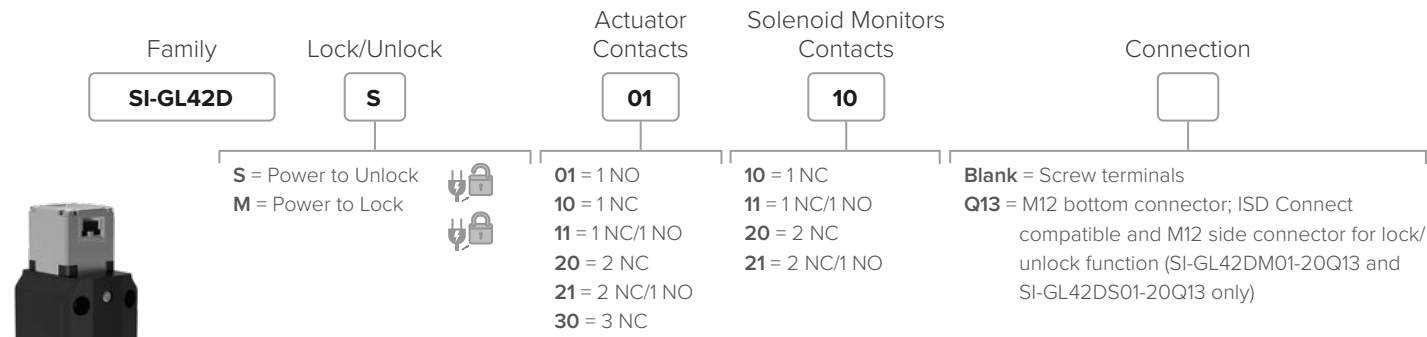 Family
Lock/Unlock
Actuator
Contacts
Solenoid Monitors
Contacts
Connection
SI-GL42D
S
01
10
S = Power to Unlock
M = Power to Lock
01 = 1 NO
10 = 1 NC
11 = 1 NC/1 NO
20 = 2 NC
21 = 2 NC/1 NO
30 = 3 NC
10 = 1 NC
11 = 1 NC/1 NO
20 = 2 NC
21 = 2 NC/1 NO
Blank = Screw terminals
Q13 = M12 bottom connector; ISD Connect
compatible and M12 side connector for lock/
unlock function (SI-GL42DM01-20Q13 and
SI-GL42DS01-20Q13 only)